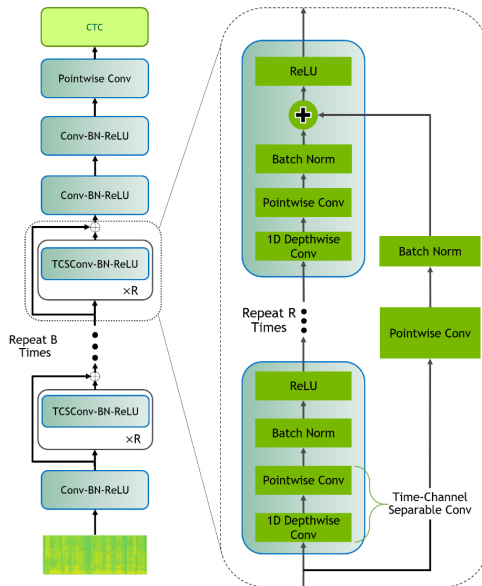 CTC
Pointwise Conv
Conv-BN-ReLU
Conv-BN-ReLU
TCSConv-BN-ReLU
×R
Repeat B
Times
TCSConv-BN-ReLU
×R
Conv-BN-ReLU
ReLU
Batch Norm
Pointwise Conv
1D Depthwise
Conv
Batch Norm
Pointwise Conv
Repeat R
Times
ReLU
Batch Norm
Pointwise Conv
1D Depthwise
Conv
Time-Channel
Separable Conv